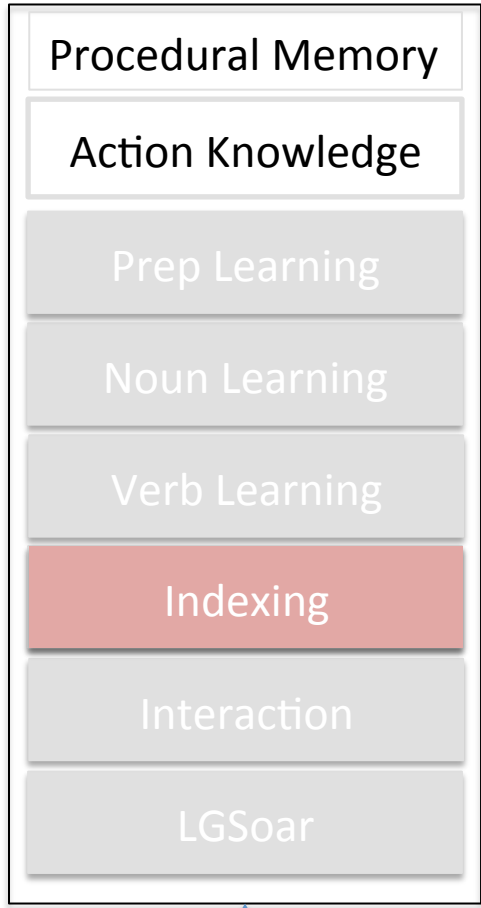 Procedural Memory
Action Knowledge
Prep Learning
Noun Learning
Verb Learning
Indexing
Interaction
LGSoar